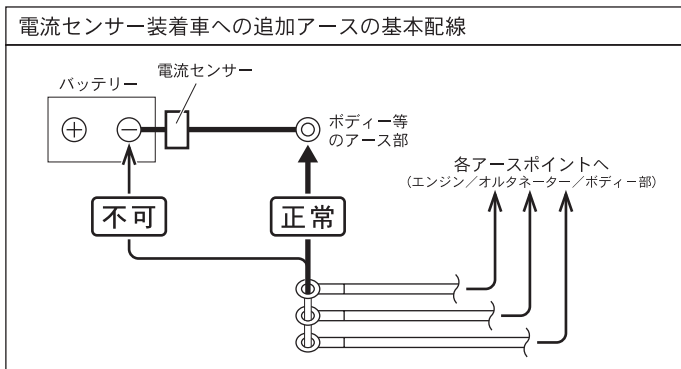 電流センサー装着車への追加アースの基本配線
電流センサー
バッテリー
ボディー等
のアース部
各アースポイントへ
(エンジン／オルタネーター／ボディー部)
不可
正常